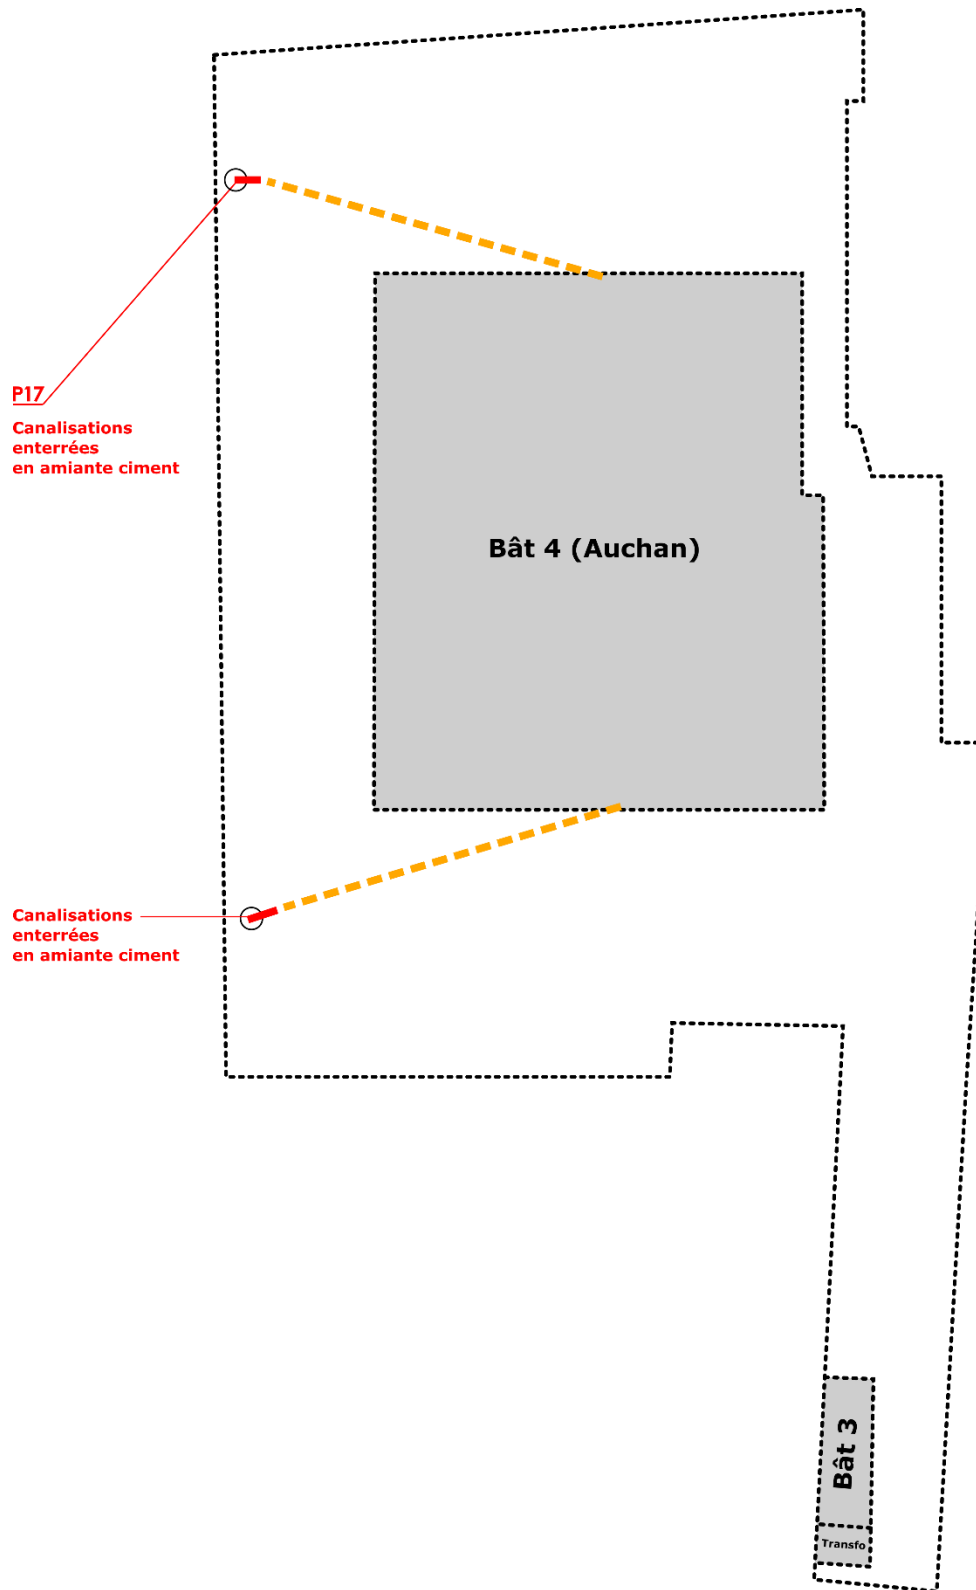 P17
Canalisations
enterrées
en amiante ciment
Bât 4 (Auchan)
Canalisations
enterrées
en amiante ciment
Bât 3
Transfo